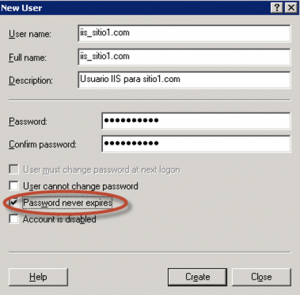 New User
User name: iis_sitio1.com
Full name: iis_sitio1.com
Description: Usuario IIS para sitio1.com
Password: ●●●●●●●●●●
Confirm password: ●●●●●●●●●●
User must change password at next logon
User cannot change password
Password never expires
Account is disabled
Help Create Close